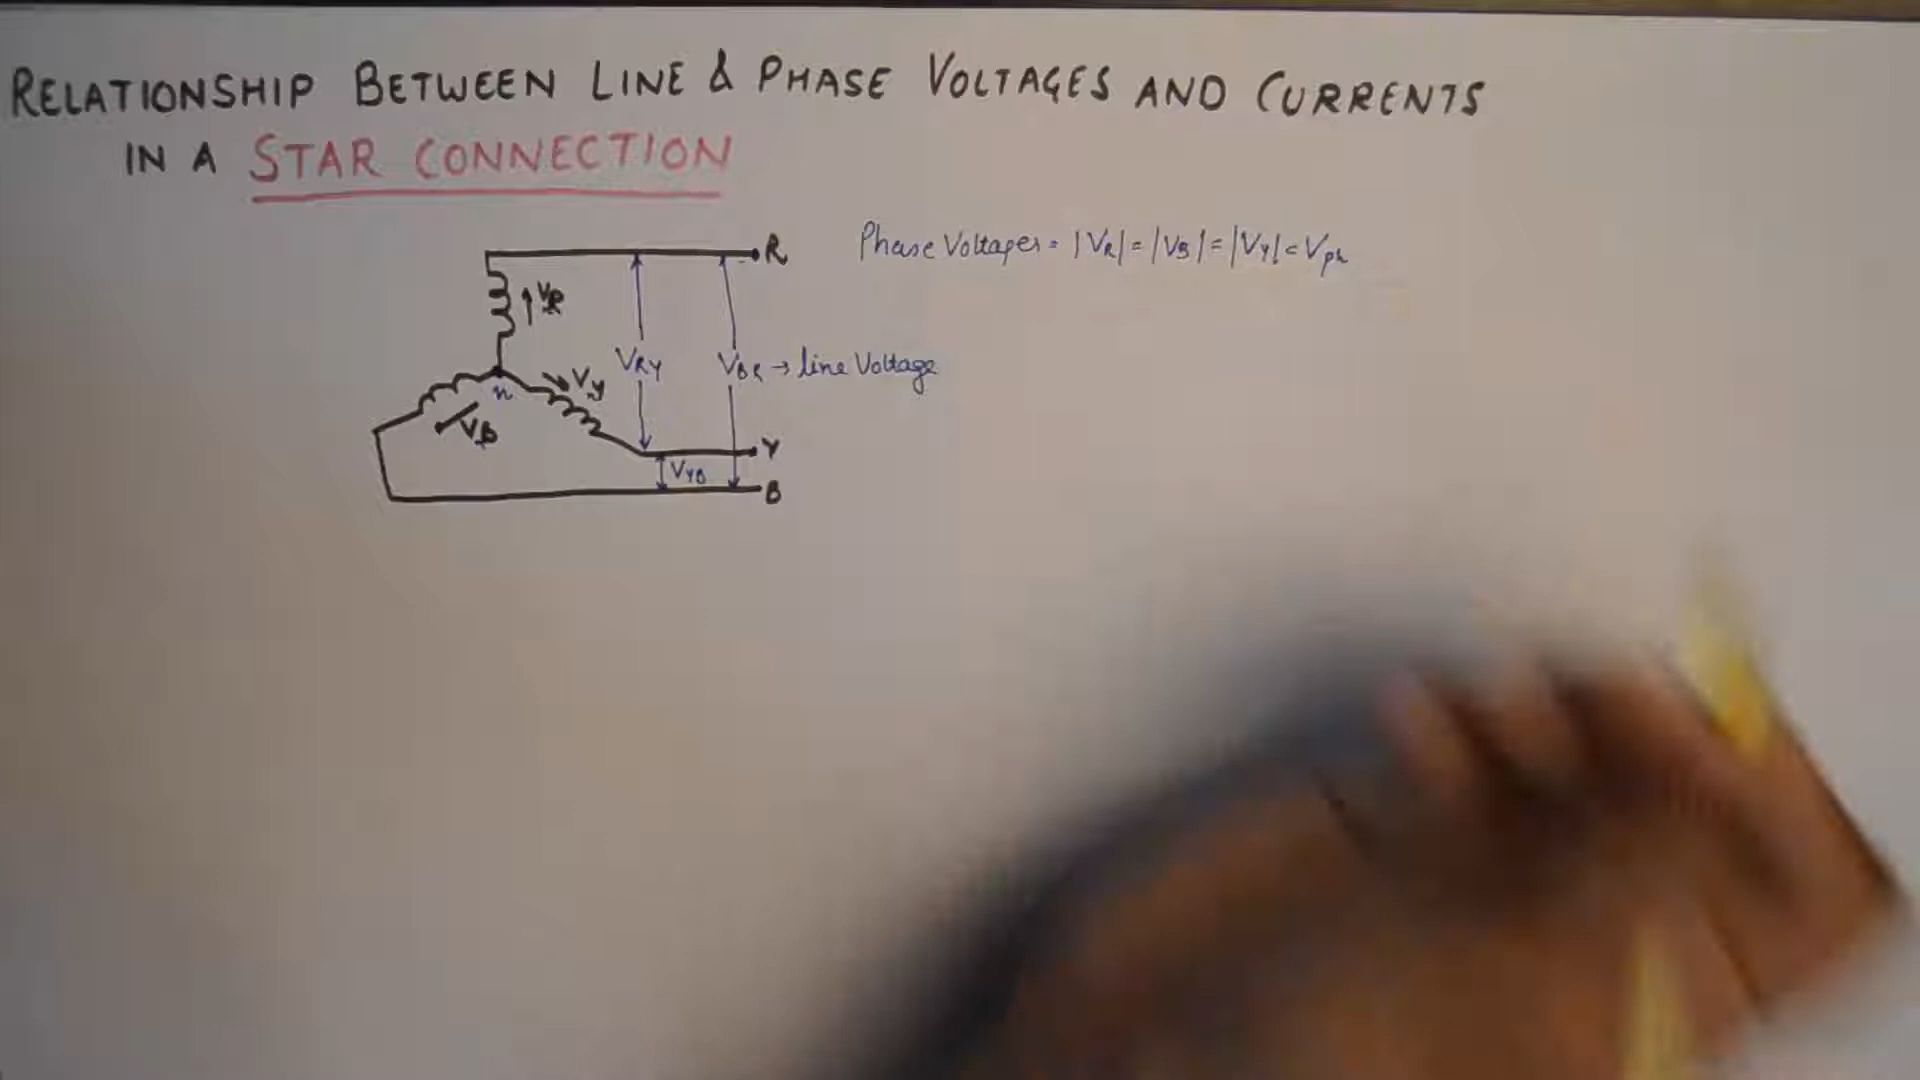 RELATIONSHIP BETWEEN LINE & PHASE VOLTAGES AND CURRENTS
IN A STAR CONNECTION
R
Phase Voltages = |VR| = |VB| = |VY| = Vph
VR
VRY
VBR → line Voltage
Vy
n
VB
Y
VYB
B